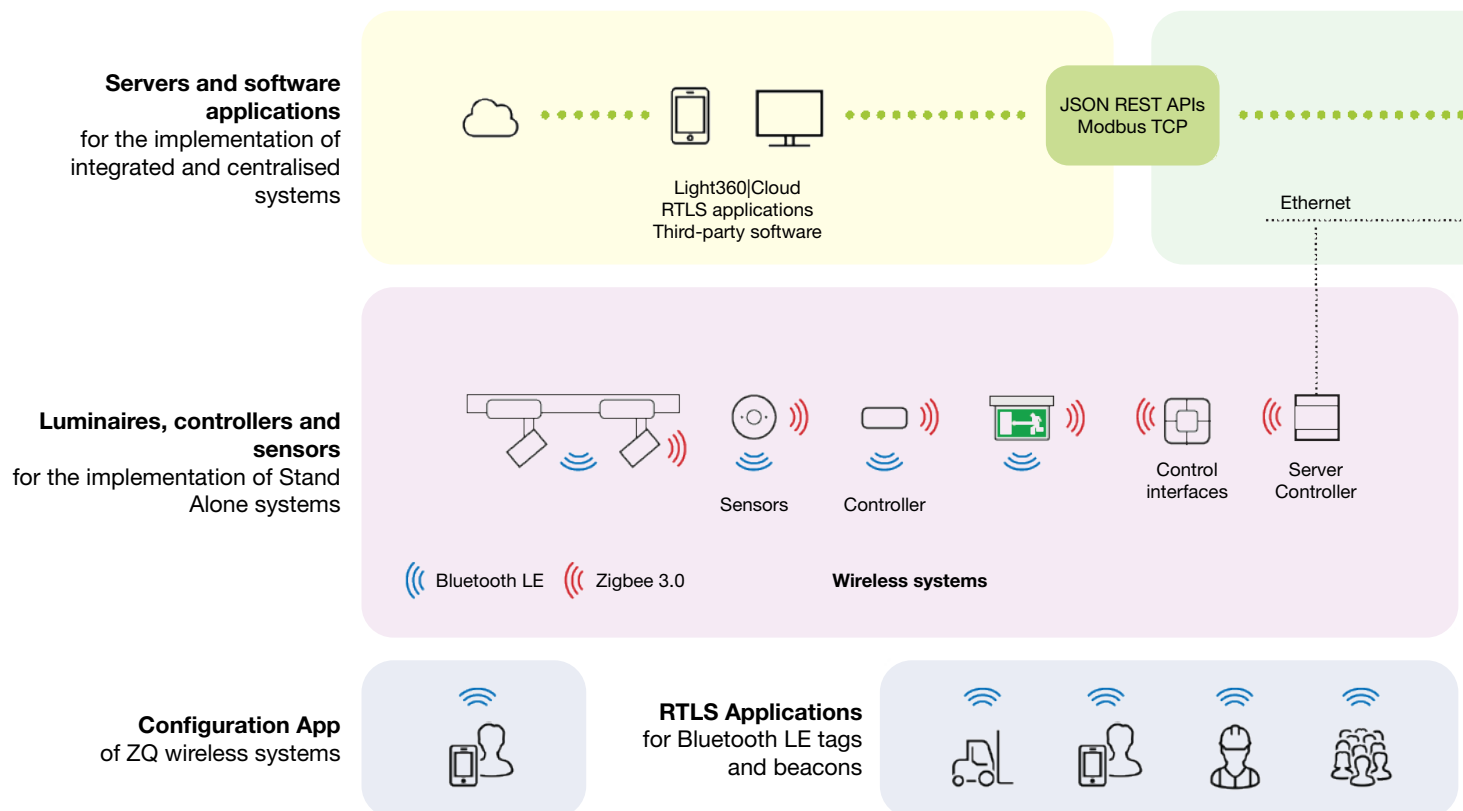 Servers and software
applications
for the implementation of
integrated and centralised
systems
Light360|Cloud
RTLS applications
Third-party software
JSON REST APIs
Modbus TCP
Ethernet
Luminaires, controllers and
sensors
for the implementation of Stand
Alone systems
Sensors
Controller
Control
interfaces
Server
Controller
Bluetooth LE
Zigbee 3.0
Wireless systems
Configuration App
of ZQ wireless systems
RTLS Applications
for Bluetooth LE tags
and beacons